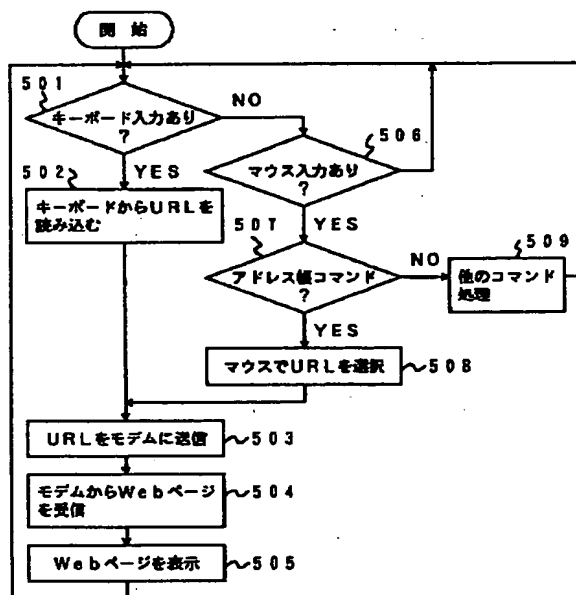 開 始
501
キーボード入力あり
?
NO
YES
502
キーボードからURLを
読み込む
506
マウス入力あり
?
YES
507
アドレス帳コマンド
?
NO
509
他のコマンド
処理
YES
マウスでURLを選択
508
URLをモデムに送信
503
モデムからWebページ
を受信
504
Webページを表示
505